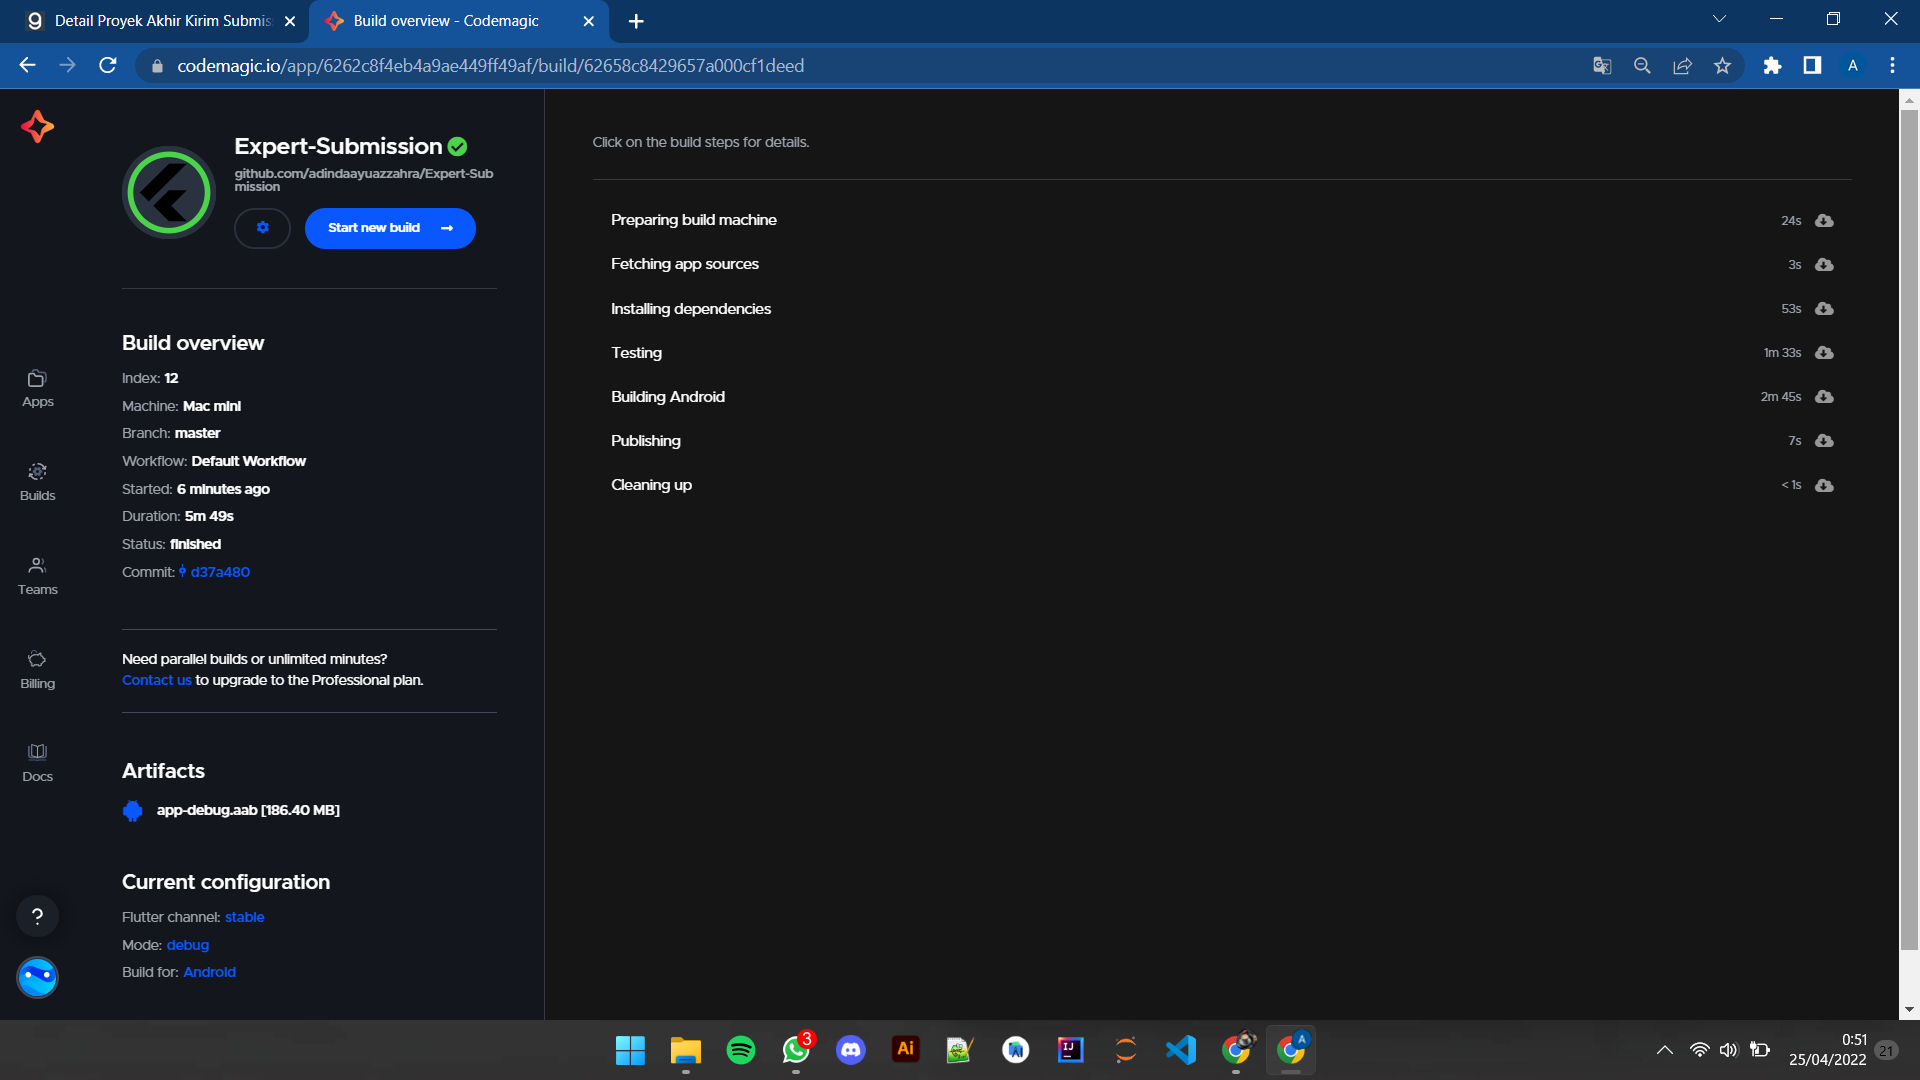 Detail Proyek Akhir Kirim Submis
Build overview - Codemagic
codemagic.io/app/6262c8f4eb4a9ae449ff49af/build/62658c8429657a000cf1deed
A
Expert-Submission
github.com/adindaayuazzahra/Expert-Sub
mission
Start new build
Build overview
Index: 12
Machine: Mac mini
Branch: master
Workflow: Default Workflow
Started: 6 minutes ago
Duration: 5m 49s
Status: finished
Commit: d37a480
Need parallel builds or unlimited minutes?
Contact us to upgrade to the Professional plan.
Artifacts
app-debug.aab [186.40 MB]
Current configuration
Flutter channel: stable
Mode: debug
Build for: Android
Apps
Builds
Teams
Billing
Docs
?
Click on the build steps for details.
Preparing build machine 24s
Fetching app sources 3s
Installing dependencies 53s
Testing 1m 33s
Building Android 2m 45s
Publishing 7s
Cleaning up < 1s
3
Ai
IJ
A
0:51
25/04/2022
21